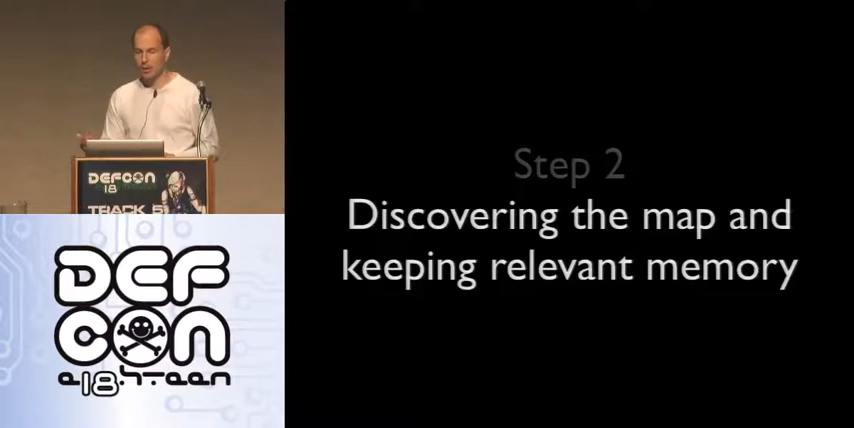 DEFCON
18
TRACK 5
DEF
CON
e18hteen
Step 2
Discovering the map and
keeping relevant memory